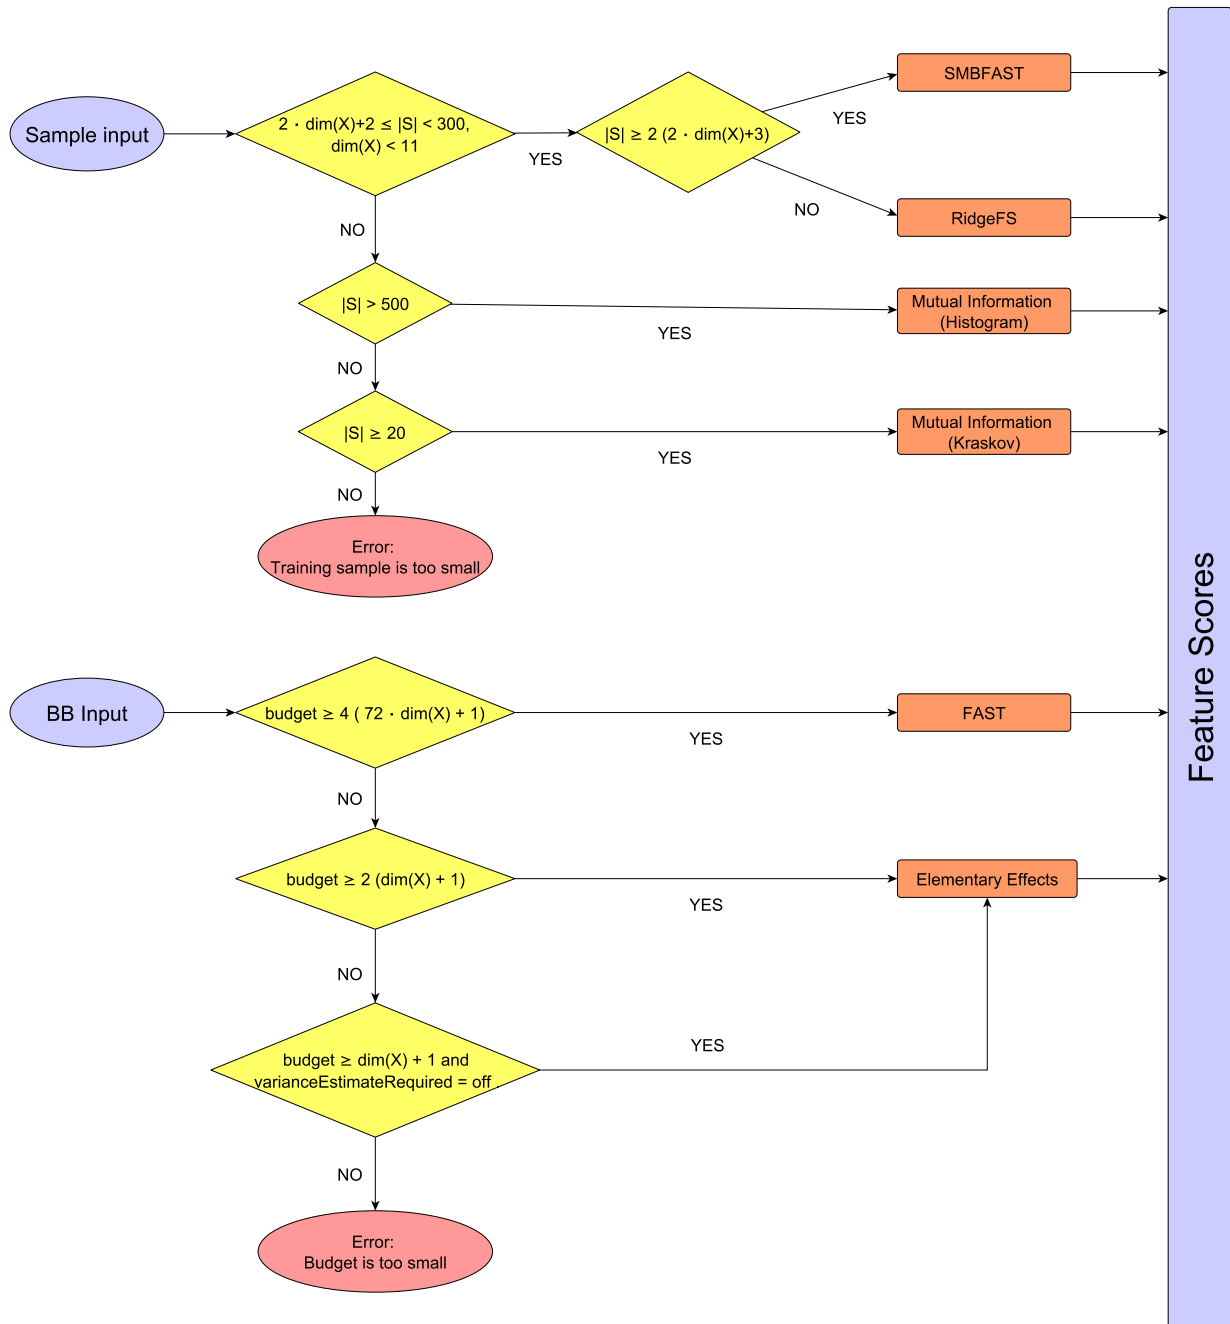 Sample input
2 · dim(X)+2 ≤ |S| < 300,
dim(X) < 11
YES
|S| ≥ 2 (2 · dim(X)+3)
YES
SMBFAST
NO
RidgeFS
NO
|S| > 500
YES
Mutual Information
(Histogram)
NO
|S| ≥ 20
YES
Mutual Information
(Kraskov)
NO
Error:
Training sample is too small
BB Input
budget ≥ 4 ( 72 · dim(X) + 1)
YES
FAST
NO
budget ≥ 2 (dim(X) + 1)
YES
Elementary Effects
NO
budget ≥ dim(X) + 1 and
varianceEstimateRequired = off .
YES
NO
Error:
Budget is too small
Feature Scores